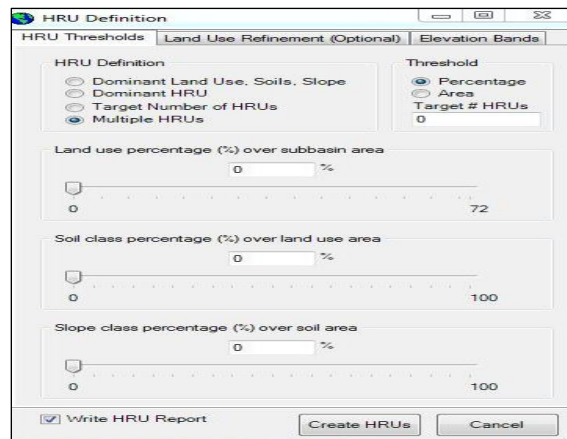 HRU Definition
HRU Thresholds Land Use Refinement (Optional) Elevation Bands
HRU Definition
Dominant Land Use, Soils, Slope
Dominant HRU
Target Number of HRUs
Multiple HRUs
Threshold
Percentage
Area
Target # HRUs
0
Land use percentage (%) over subbasin area
0 %
0 72
Soil class percentage (%) over land use area
0 %
0 100
Slope class percentage (%) over soil area
0 %
0 100
Write HRU Report Create HRUs Cancel